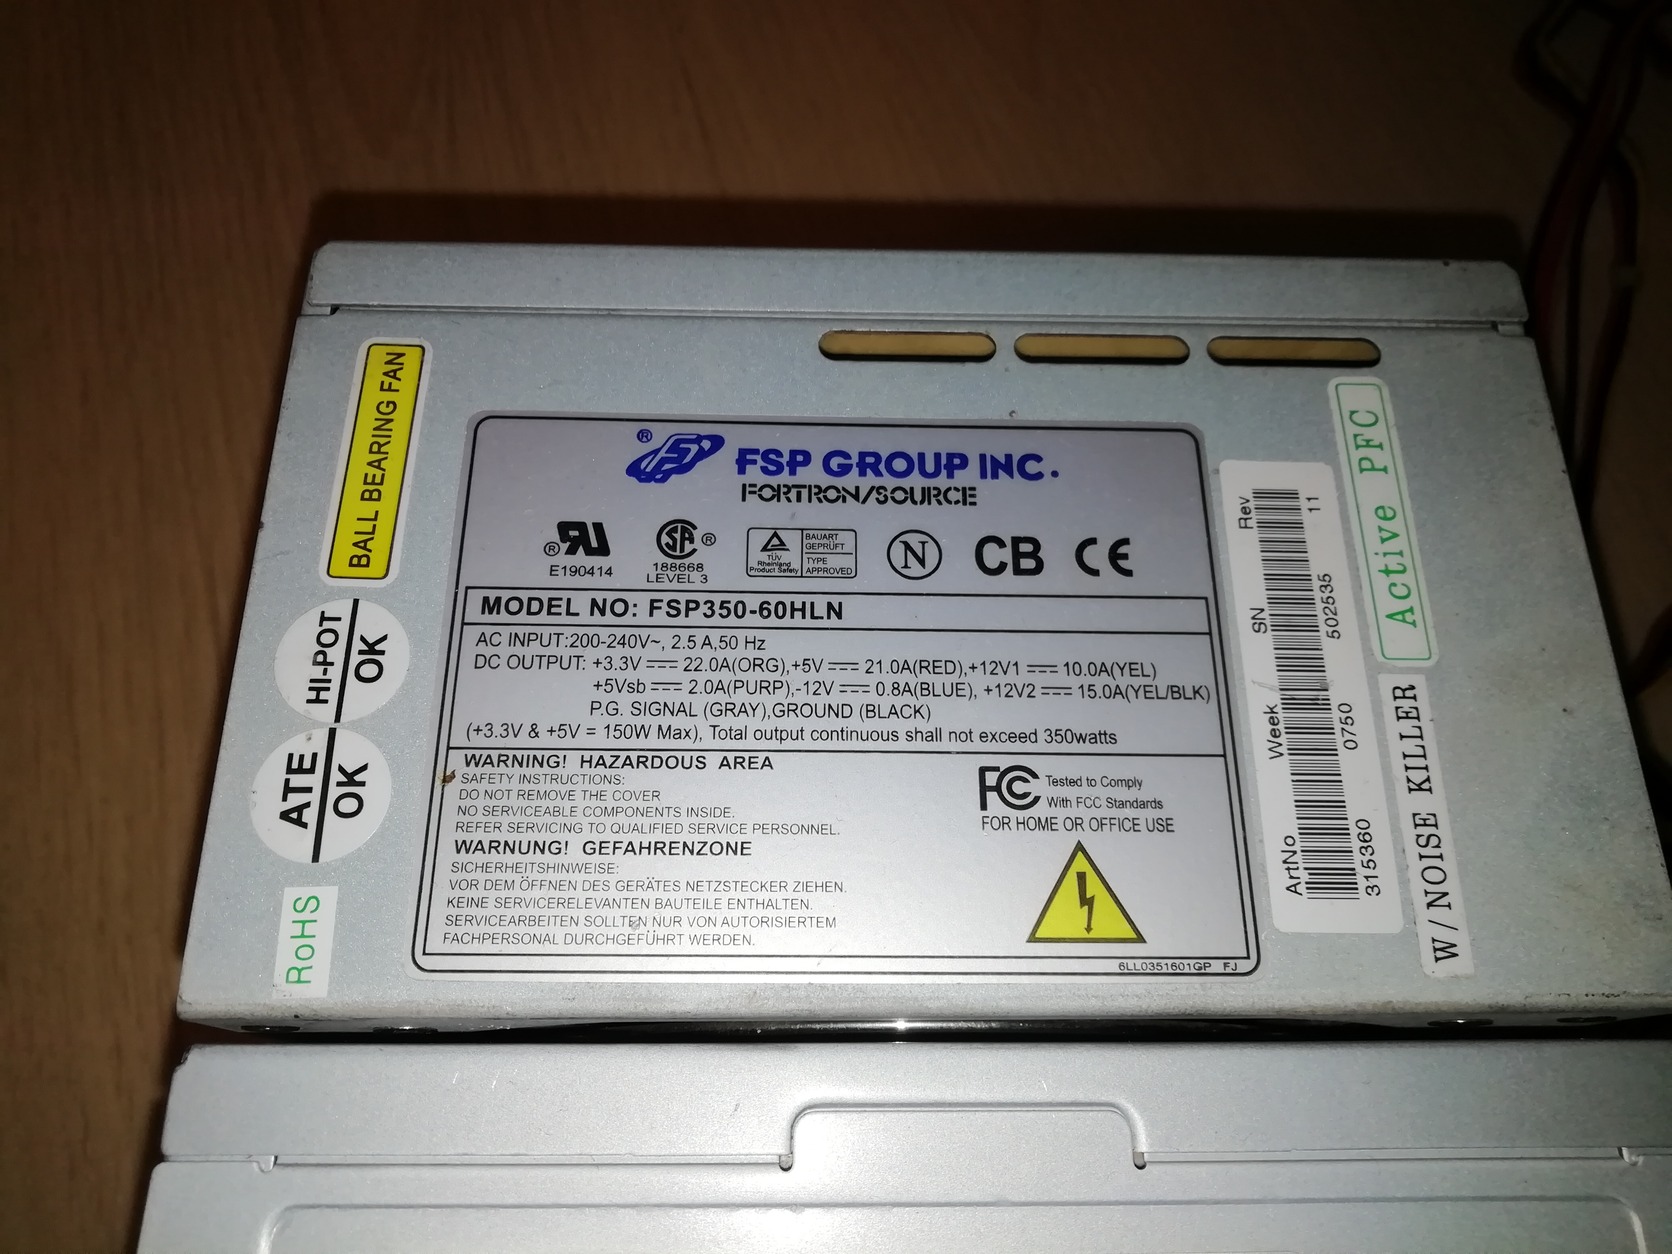 BALL BEARING FAN
HI-POT
OK
ATE
OK
RoHS
® FSP
FSP GROUP INC.
FORTRON/SOURCE
® RU
E190414
SA ®
188668
LEVEL 3
TÜV
Rheinland
Product Safety
BAUART
GEPRÜFT
TYPE
APPROVED
N
CB
CE
MODEL NO: FSP350-60HLN
AC INPUT:200-240V~, 2.5 A,50 Hz
DC OUTPUT: +3.3V ⎓ 22.0A(ORG),+5V ⎓ 21.0A(RED),+12V1 ⎓ 10.0A(YEL)
+5Vsb ⎓ 2.0A(PURP),-12V ⎓ 0.8A(BLUE), +12V2 ⎓ 15.0A(YEL/BLK)
P.G. SIGNAL (GRAY),GROUND (BLACK)
(+3.3V & +5V = 150W Max), Total output continuous shall not exceed 350watts
WARNING! HAZARDOUS AREA
SAFETY INSTRUCTIONS:
DO NOT REMOVE THE COVER
NO SERVICEABLE COMPONENTS INSIDE.
REFER SERVICING TO QUALIFIED SERVICE PERSONNEL.
WARNUNG! GEFAHRENZONE
SICHERHEITSHINWEISE:
VOR DEM ÖFFNEN DES GERÄTES NETZSTECKER ZIEHEN.
KEINE SERVICERELEVANTEN BAUTEILE ENTHALTEN.
SERVICEARBEITEN SOLLTEN NUR VON AUTORISIERTEM
FACHPERSONAL DURCHGEFÜHRT WERDEN.
FCC
Tested to Comply
With FCC Standards
FOR HOME OR OFFICE USE
6LL0351601GP FJ
ArtNo Week SN Rev
315360 0750 502535 11
Active PFC
W/NOISE KILLER